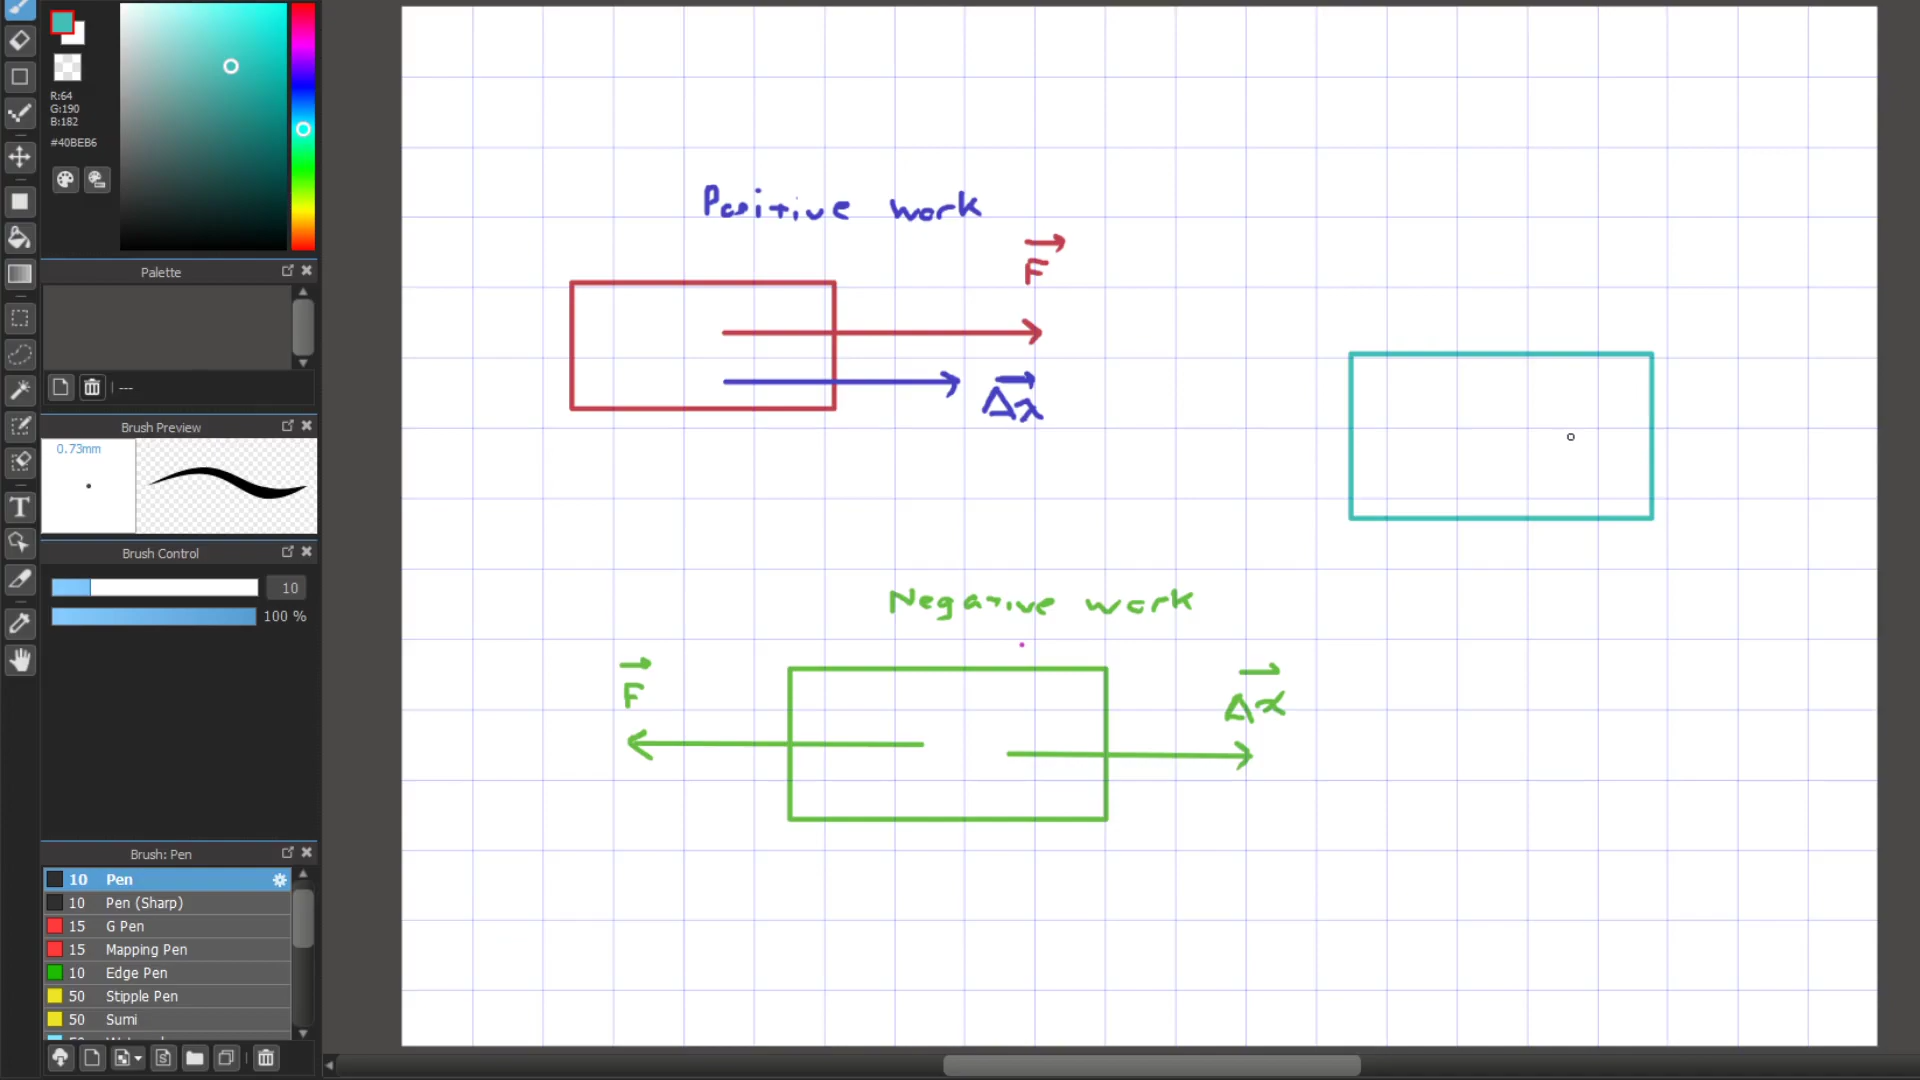 R:64
G:190
B:182
#40BEB6
Palette
---
Brush Preview
0.73mm
Brush Control
10
100 %
Brush: Pen
10 Pen
10 Pen (Sharp)
15 G Pen
15 Mapping Pen
10 Edge Pen
50 Stipple Pen
50 Sumi
T
S
Positive work
F
Δx
Negative work
F
Δx